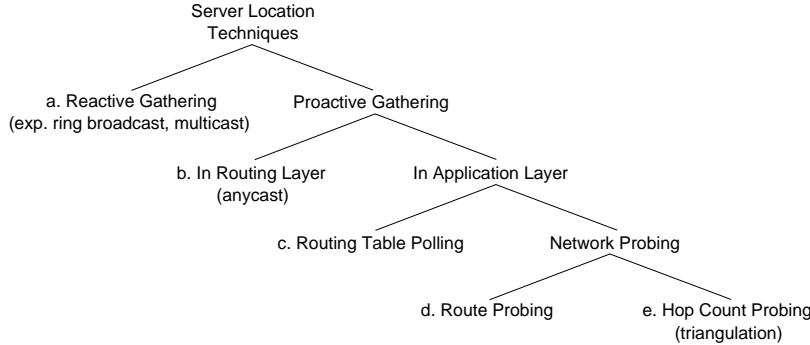 Server Location
Techniques
a. Reactive Gathering
(exp. ring broadcast, multicast)
Proactive Gathering
b. In Routing Layer
(anycast)
In Application Layer
c. Routing Table Polling
Network Probing
d. Route Probing
e. Hop Count Probing
(triangulation)